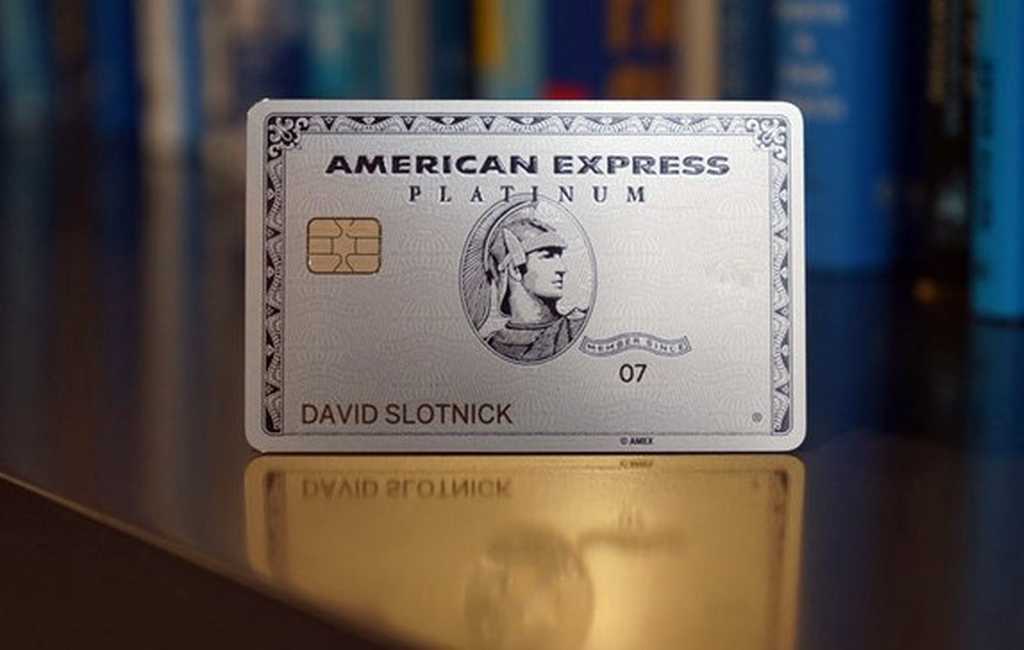 AMERICAN EXPRESS
PLATINUM
MEMBER SINCE
07
DAVID SLOTNICK
®
© AMEX